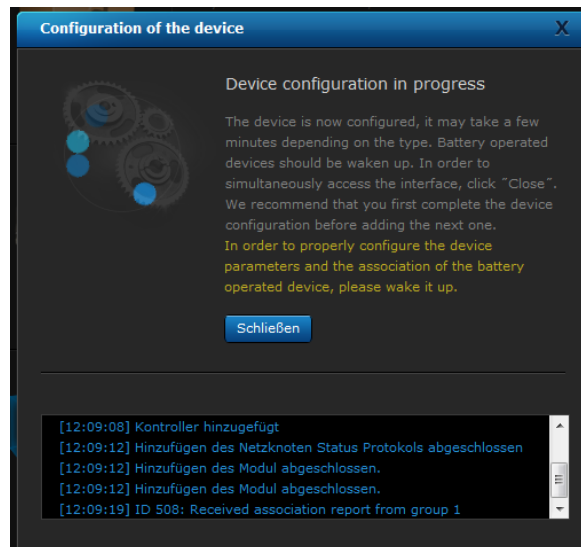 Configuration of the device
X
Device configuration in progress
The device is now configured, it may take a few
minutes depending on the type. Battery operated
devices should be waken up. In order to
simultaneously access the interface, click ˝Close˝.
We recommend that you first complete the device
configuration before adding the next one.
In order to properly configure the device
parameters and the association of the battery
operated device, please wake it up.
Schließen
[12:09:08] Kontroller hinzugefügt
[12:09:12] Hinzufügen des Netzknoten Status Protokols abgeschlossen
[12:09:12] Hinzufügen des Modul abgeschlossen.
[12:09:12] Hinzufügen des Modul abgeschlossen.
[12:09:19] ID 508: Received association report from group 1